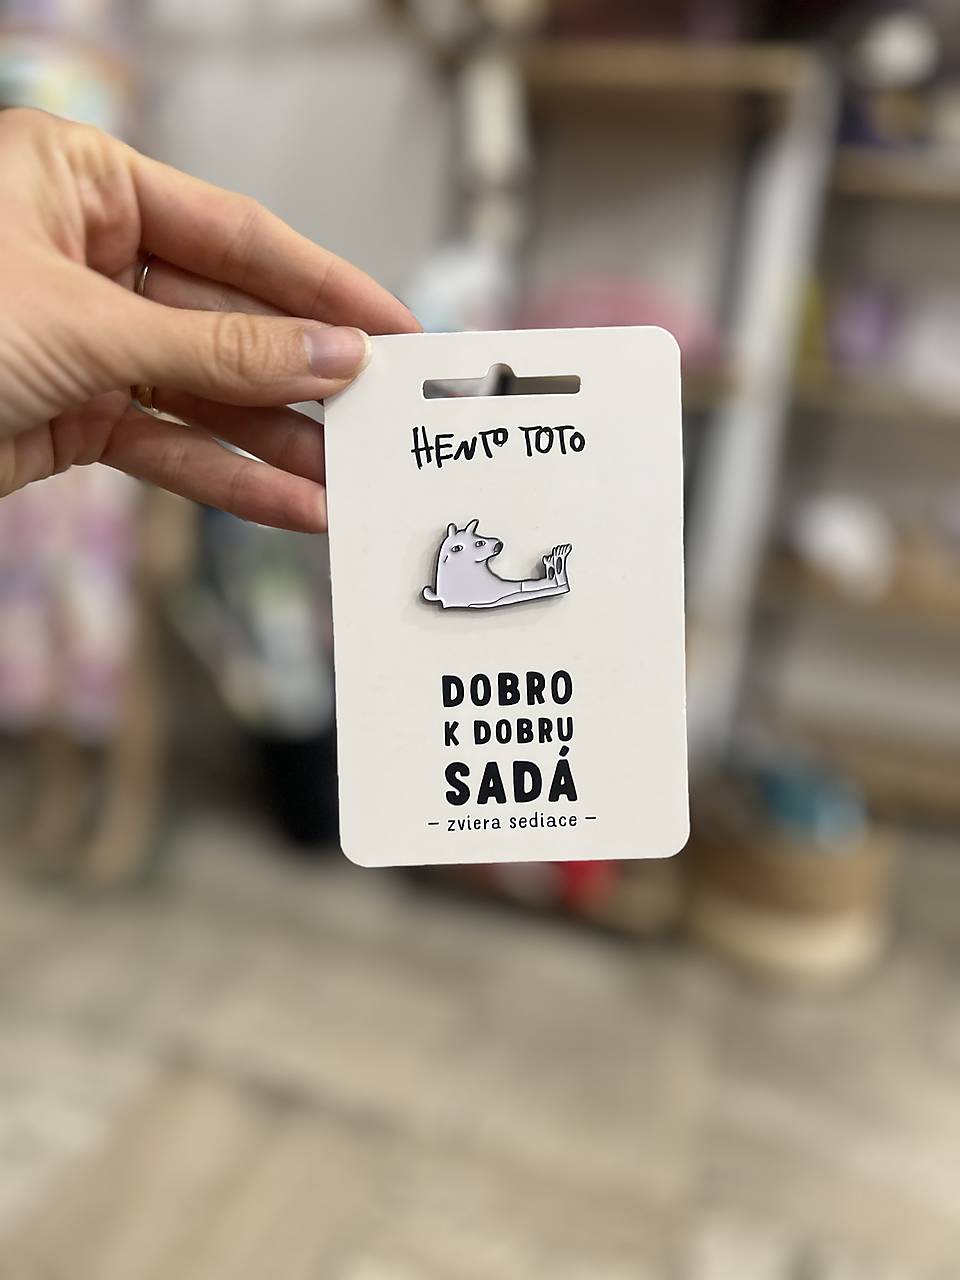 HENTO TOTO
DOBRO
K DOBRU
SADÁ
– zviera sediace –